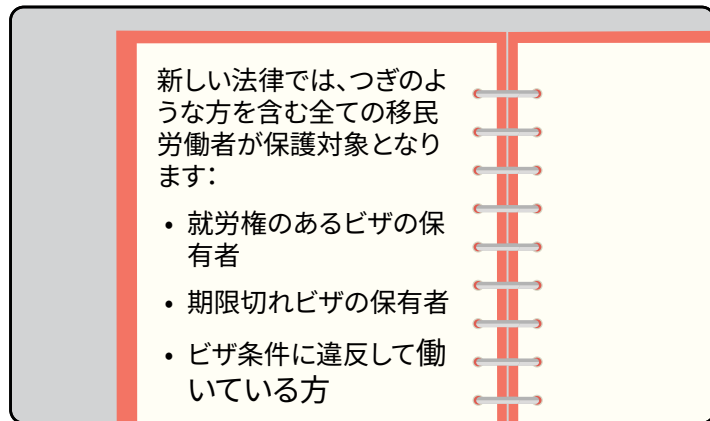 新しい法律では、つぎのよ
うな方を含む全ての移民
労働者が保護対象となり
ます：
• 就労権のあるビザの保
有者
• 期限切れビザの保有者
• ビザ条件に違反して働
いている方